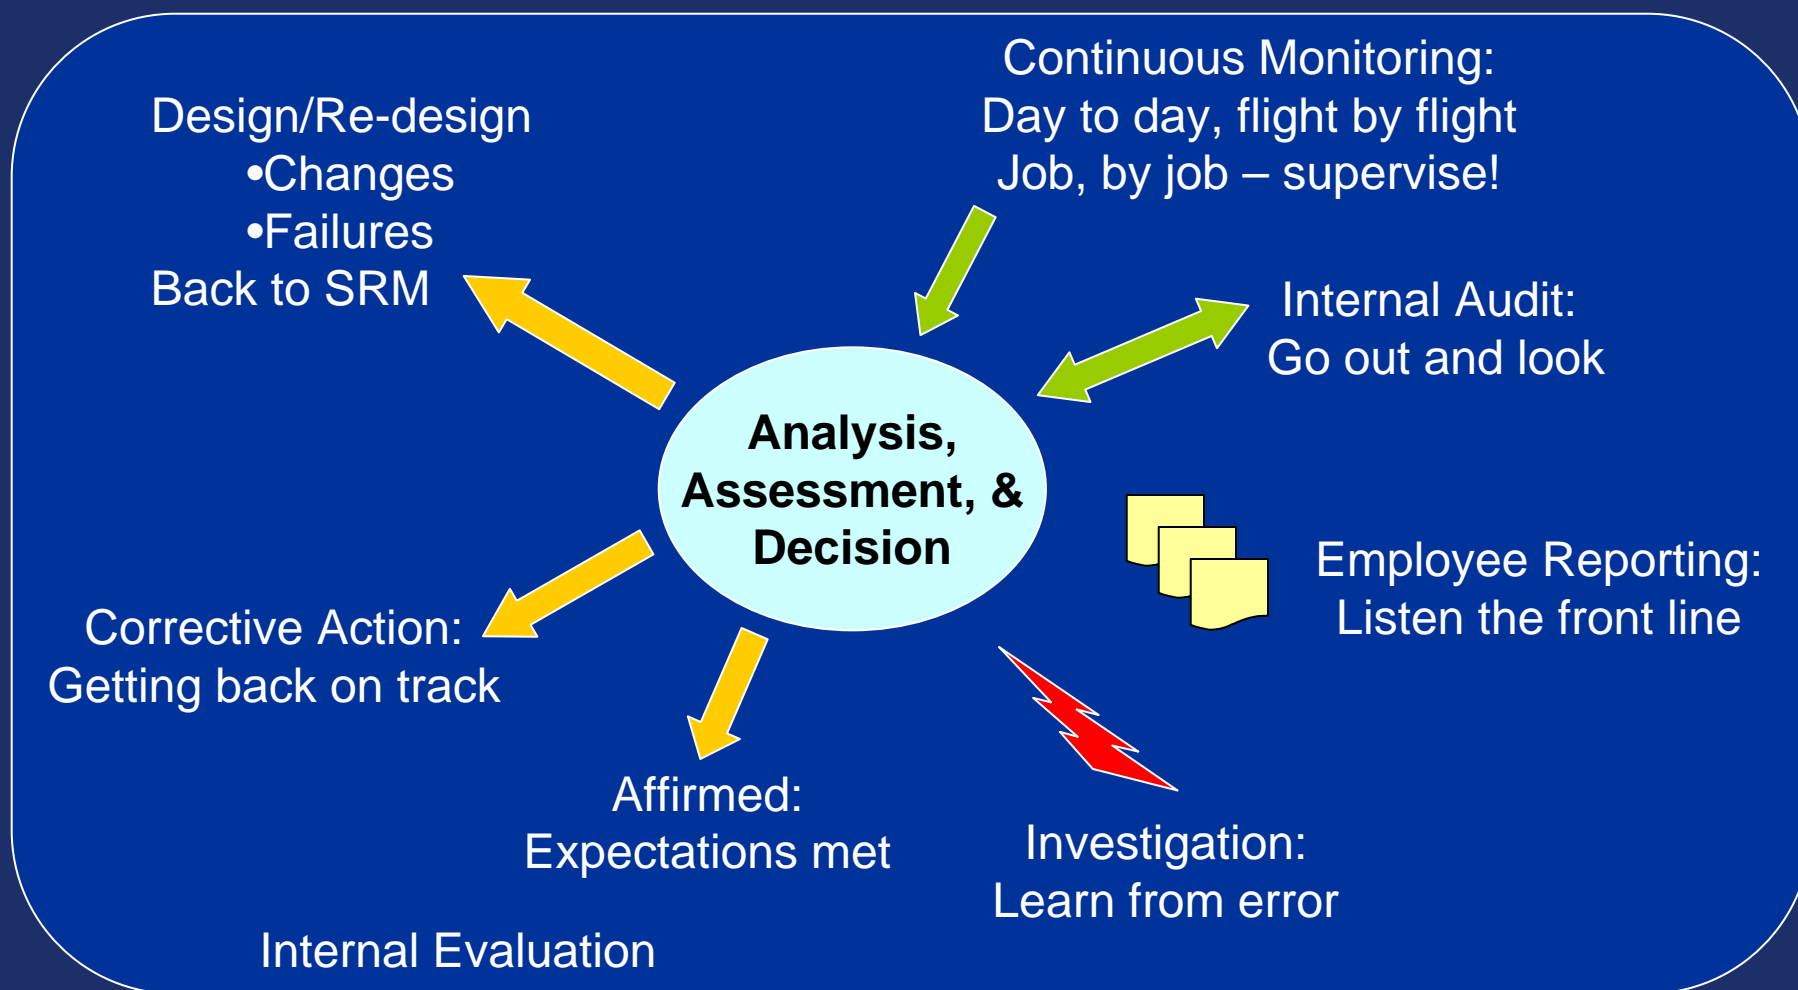 Continuous Monitoring:
Day to day, flight by flight
Job, by job – supervise!
Design/Re-design
•Changes
•Failures
Back to SRM
Internal Audit:
Go out and look
Analysis,
Assessment, &
Decision
Employee Reporting:
Listen the front line
Corrective Action:
Getting back on track
Affirmed:
Expectations met
Investigation:
Learn from error
Internal Evaluation